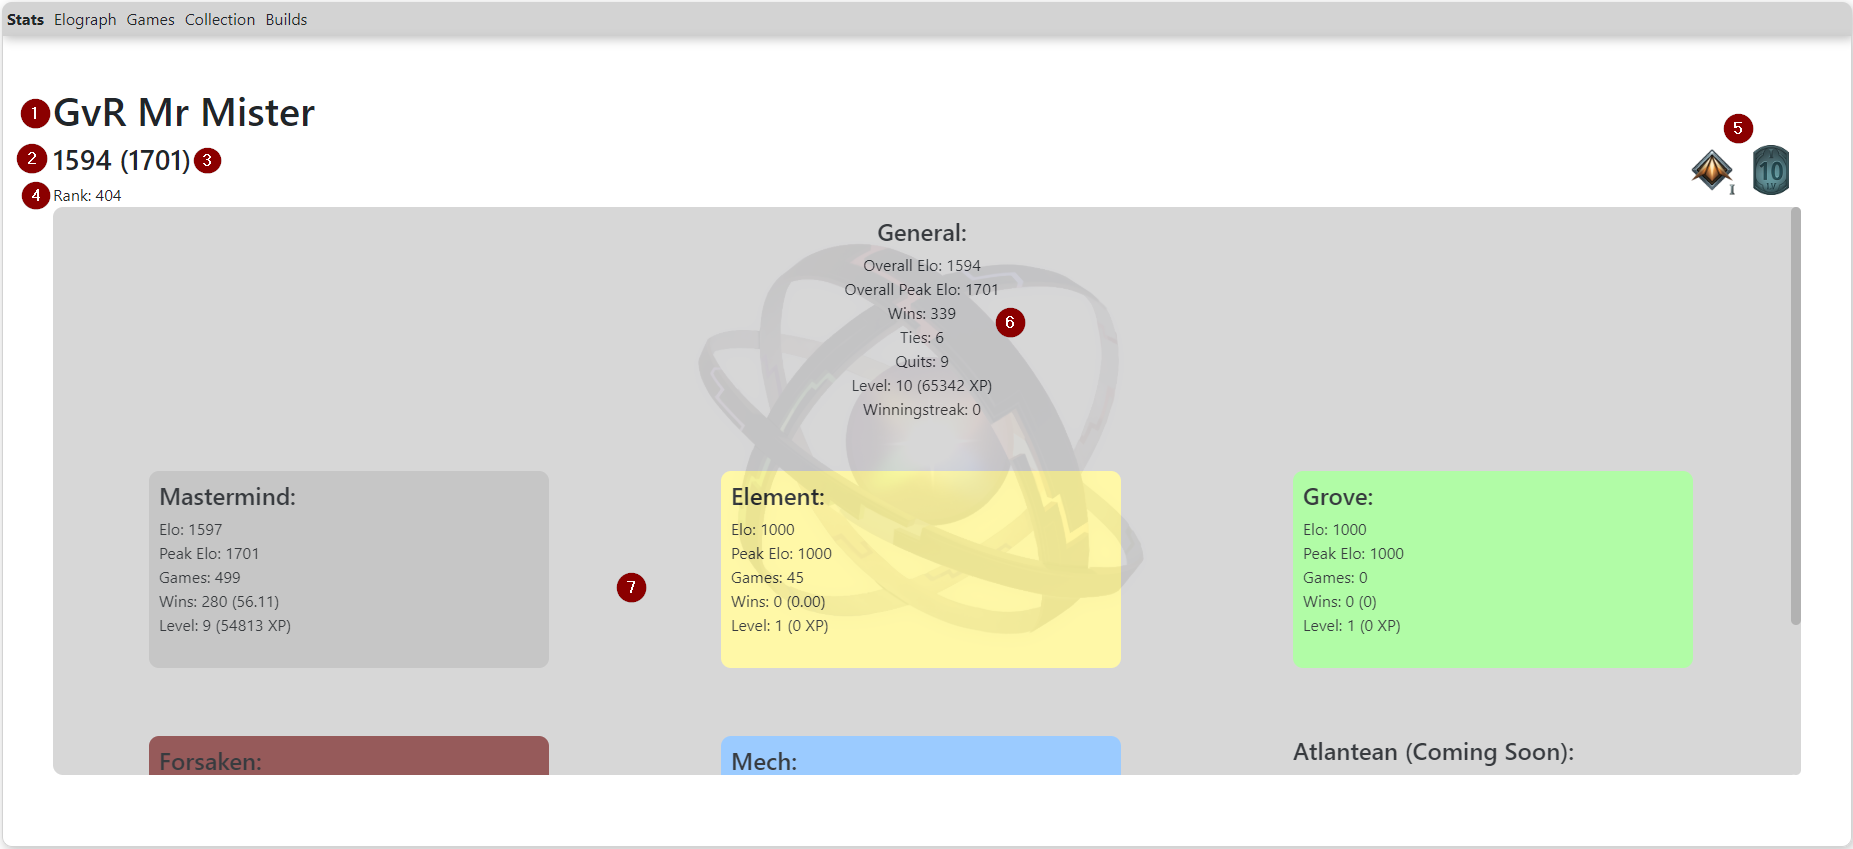 Stats Elograph Games Collection Builds
1 GvR Mr Mister
2 1594 (1701) 3
4 Rank: 404
5
I 10
General:
Overall Elo: 1594
Overall Peak Elo: 1701
Wins: 339
6
Ties: 6
Quits: 9
Level: 10 (65342 XP)
Winningstreak: 0
Mastermind:
Elo: 1597
Peak Elo: 1701
Games: 499
Wins: 280 (56.11)
Level: 9 (54813 XP)
7
Element:
Elo: 1000
Peak Elo: 1000
Games: 45
Wins: 0 (0.00)
Level: 1 (0 XP)
Grove:
Elo: 1000
Peak Elo: 1000
Games: 0
Wins: 0 (0)
Level: 1 (0 XP)
Forsaken:
Mech:
Atlantean (Coming Soon):